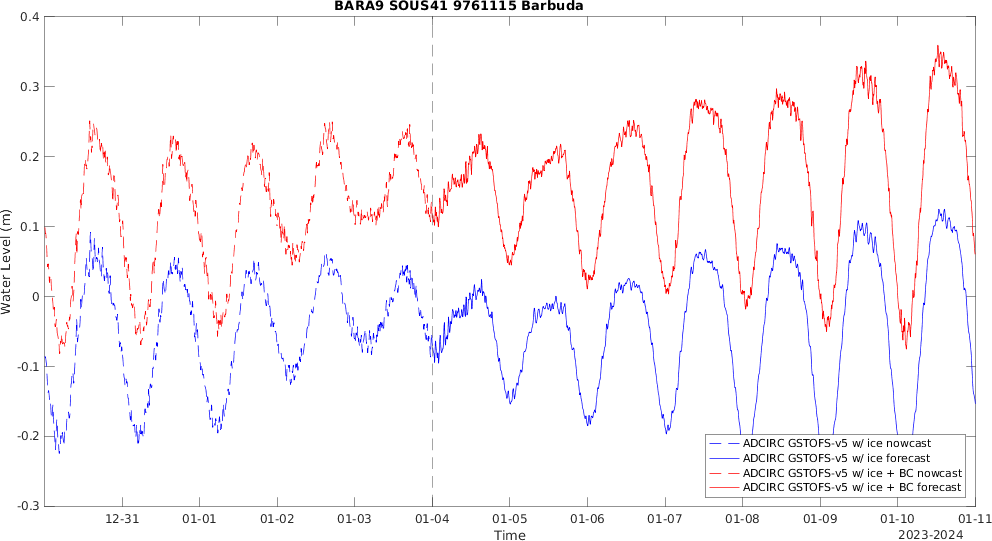 BARA9 SOUS41 9761115 Barbuda
0.4
0.3
0.2
0.1
0
-0.1
-0.2
-0.3
Water Level (m)
ADCIRC GSTOFS-v5 w/ ice nowcast
ADCIRC GSTOFS-v5 w/ ice forecast
ADCIRC GSTOFS-v5 w/ ice + BC nowcast
ADCIRC GSTOFS-v5 w/ ice + BC forecast
12-31 01-01 01-02 01-03 01-04 01-05 01-06 01-07 01-08 01-09 01-10 01-11
Time
2023-2024